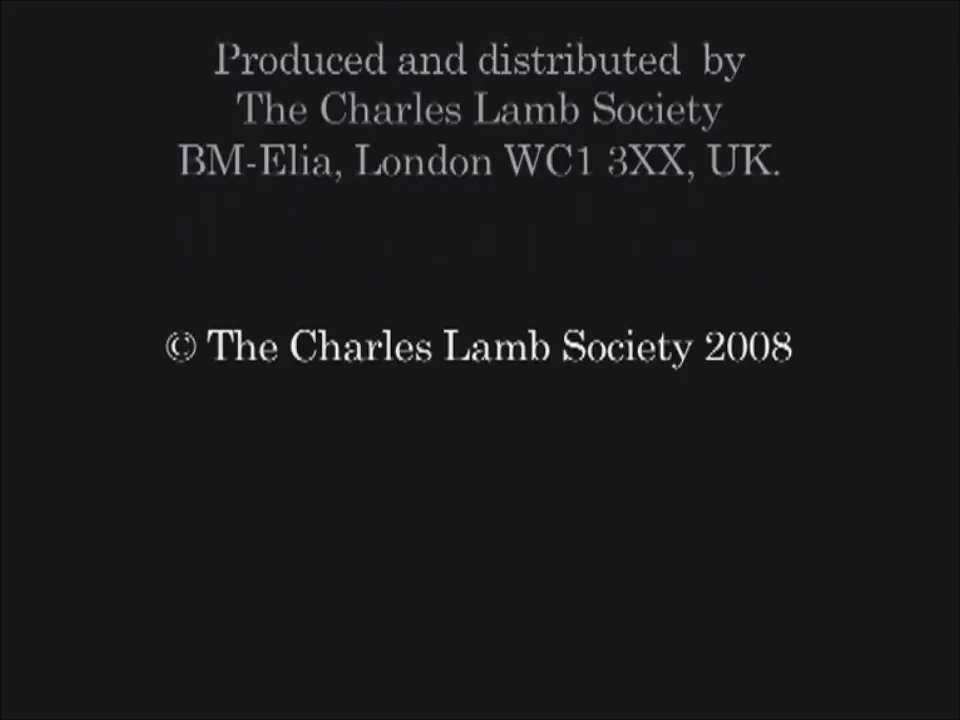 Produced and distributed by
The Charles Lamb Society
BM-Elia, London WC1 3XX, UK.
© The Charles Lamb Society 2008